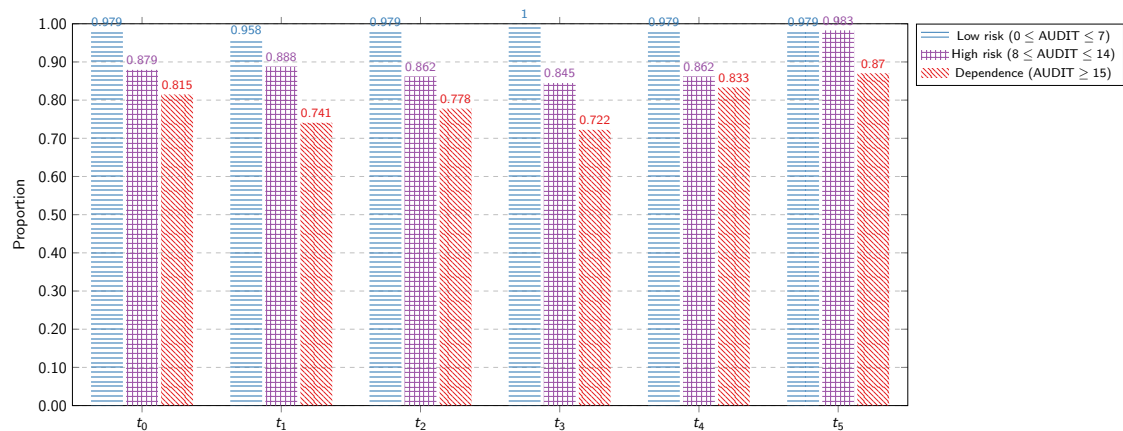 0.979 0.958 0.979 1 0.979 0.979
0.879 0.888 0.862 0.845 0.862 0.983
0.815 0.741 0.778 0.722 0.833 0.87
1.00
0.90
0.80
0.70
0.60
0.50
0.40
0.30
0.20
0.10
0.00
Proportion
t0 t1 t2 t3 t4 t5
Low risk (0 ≤ AUDIT ≤ 7)
High risk (8 ≤ AUDIT ≤ 14)
Dependence (AUDIT ≥ 15)